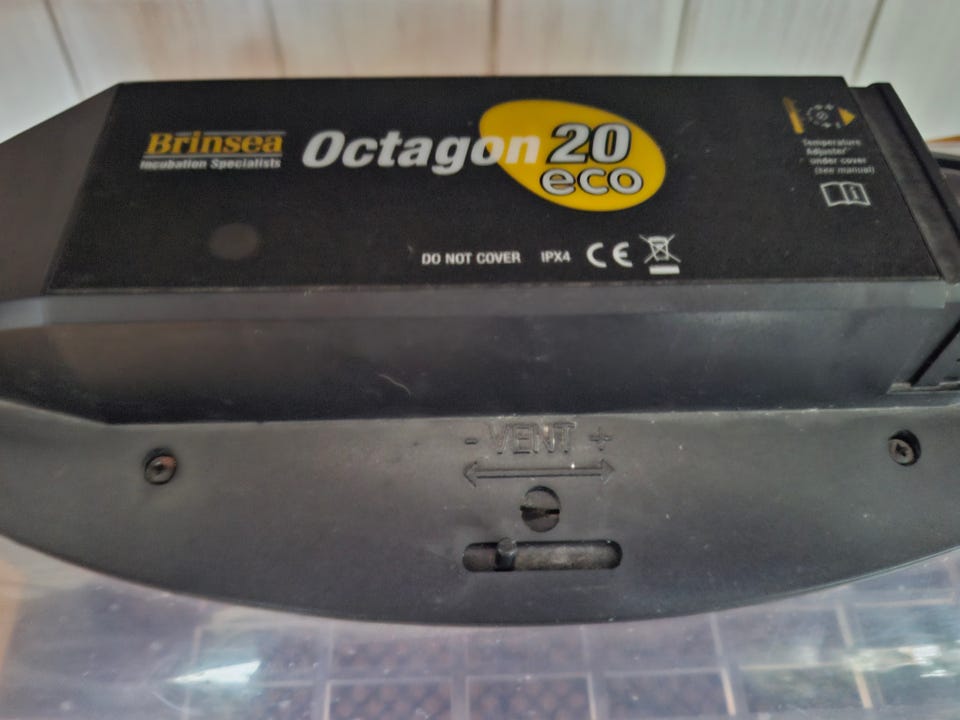 Brinsea
Incubation Specialists
Octagon 20
eco
Temperature
Adjuster
under cover
(see manual)
DO NOT COVER IPX4 CE
- VENT +